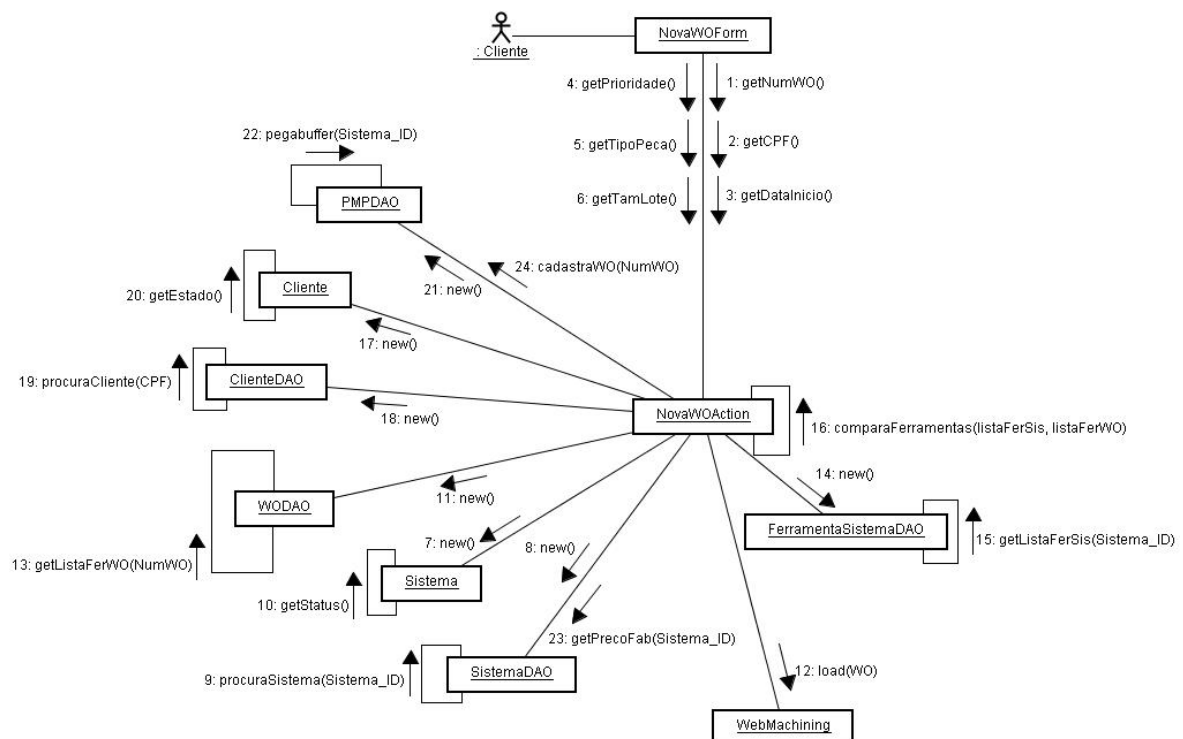 NovaWOForm
: Cliente
4: getPrioridade()
1: getNumWO()
22: pegabuffer(Sistema_ID)
5: getTipoPeca()
2: getCPF()
PMPDAO
6: getTamLote()
3: getDataInicio()
24: cadastraWO(NumWO)
21: new()
20: getEstado()
Cliente
17: new()
19: procuraCliente(CPF)
ClienteDAO
18: new()
NovaWOAction
16: comparaFerramentas(listaFerSis, listaFerWO)
14: new()
11: new()
WODAO
FerramentaSistemaDAO
7: new()
8: new()
15: getListaFerSis(Sistema_ID)
13: getListaFerWO(NumWO)
Sistema
10: getStatus()
23: getPrecoFab(Sistema_ID)
9: procuraSistema(Sistema_ID)
SistemaDAO
12: load(WO)
WebMachining